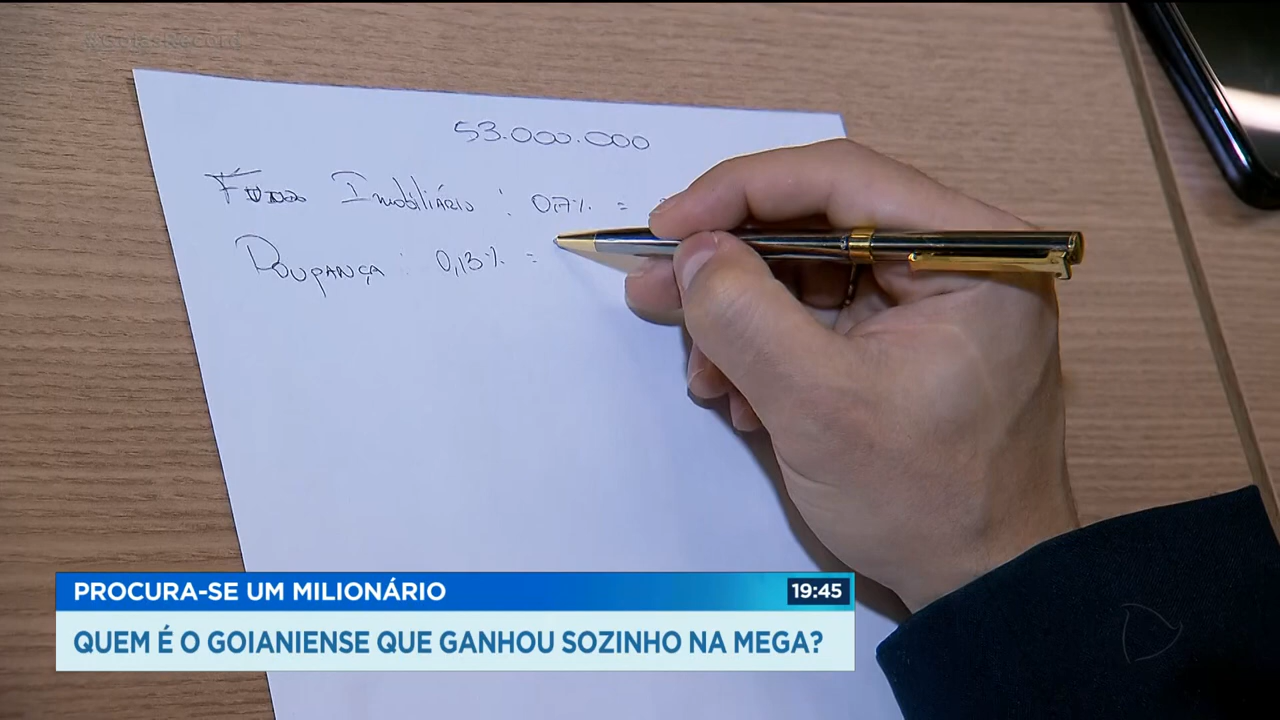 #GoiásRecord
53.000.000
Fundo Imobiliário : 0,7% =
Poupança : 0,13% =
PROCURA-SE UM MILIONÁRIO
19:45
QUEM É O GOIANIENSE QUE GANHOU SOZINHO NA MEGA?